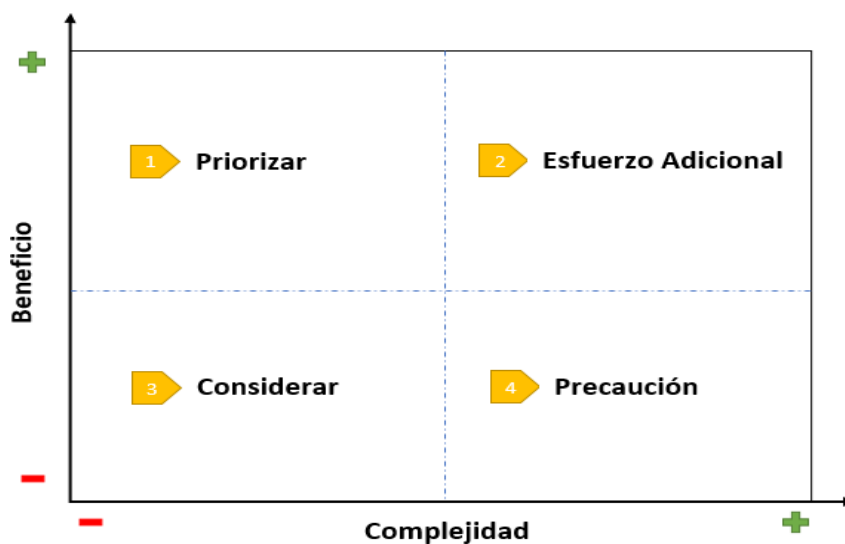 1 Priorizar
2 Esfuerzo Adicional
Beneficio
3 Considerar
4 Precaución
Complejidad